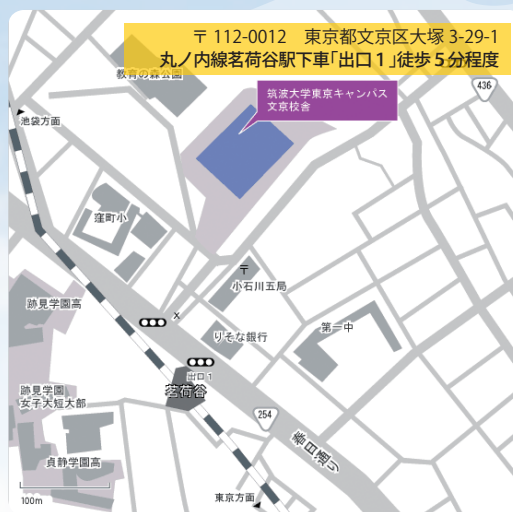 〒 112-0012　東京都文京区大塚 3-29-1
丸ノ内線茗荷谷駅下車「出口１」徒歩５分程度
教育の森公園
筑波大学東京キャンパス
文京校舎
436
池袋方面
窪町小
〒
小石川五局
跡見学園高
X
りそな銀行
第一中
出口1
茗荷谷
跡見学園
女子大短大部
254
春日通り
貞静学園高
東京方面
100m